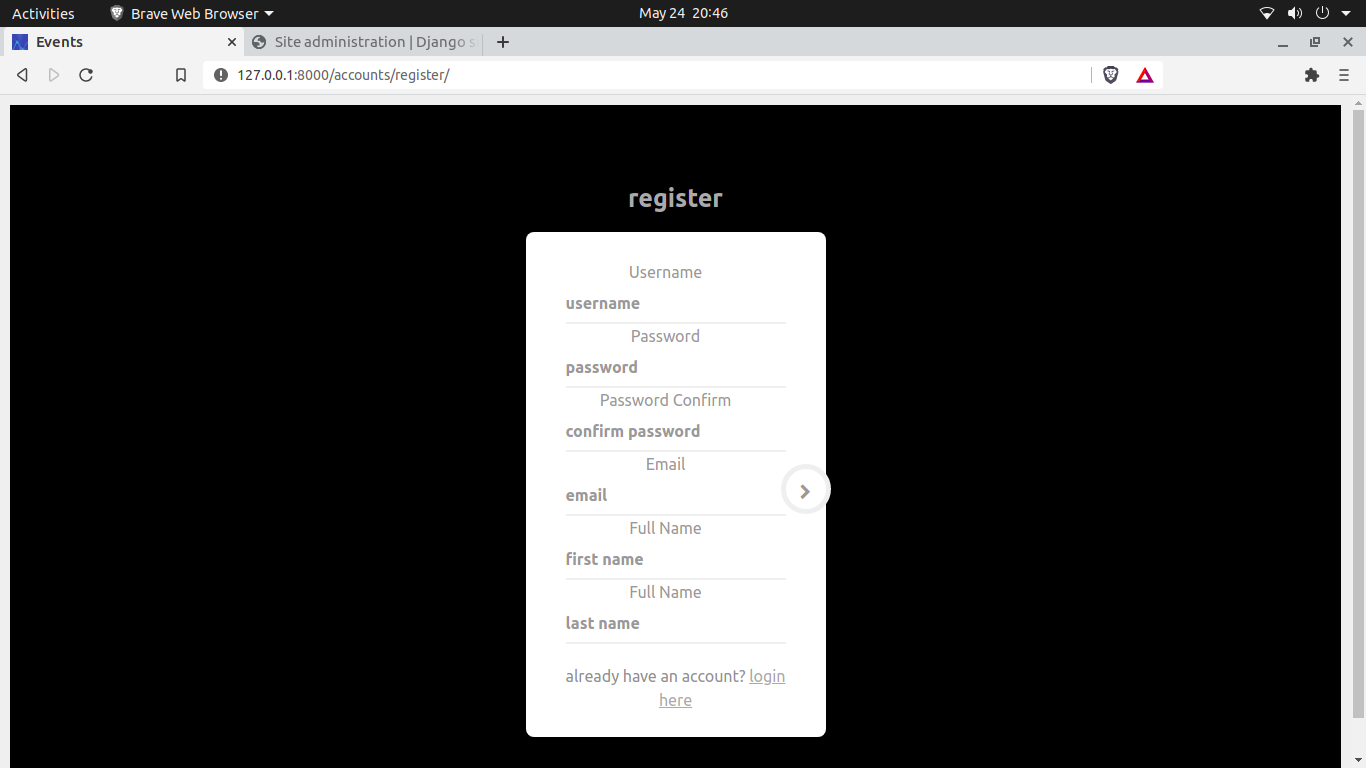 Activities Brave Web Browser May 24 20:46
Events Site administration | Django s
127.0.0.1:8000/accounts/register/
register
Username
username
Password
password
Password Confirm
confirm password
Email
email
Full Name
first name
Full Name
last name
already have an account? login
here